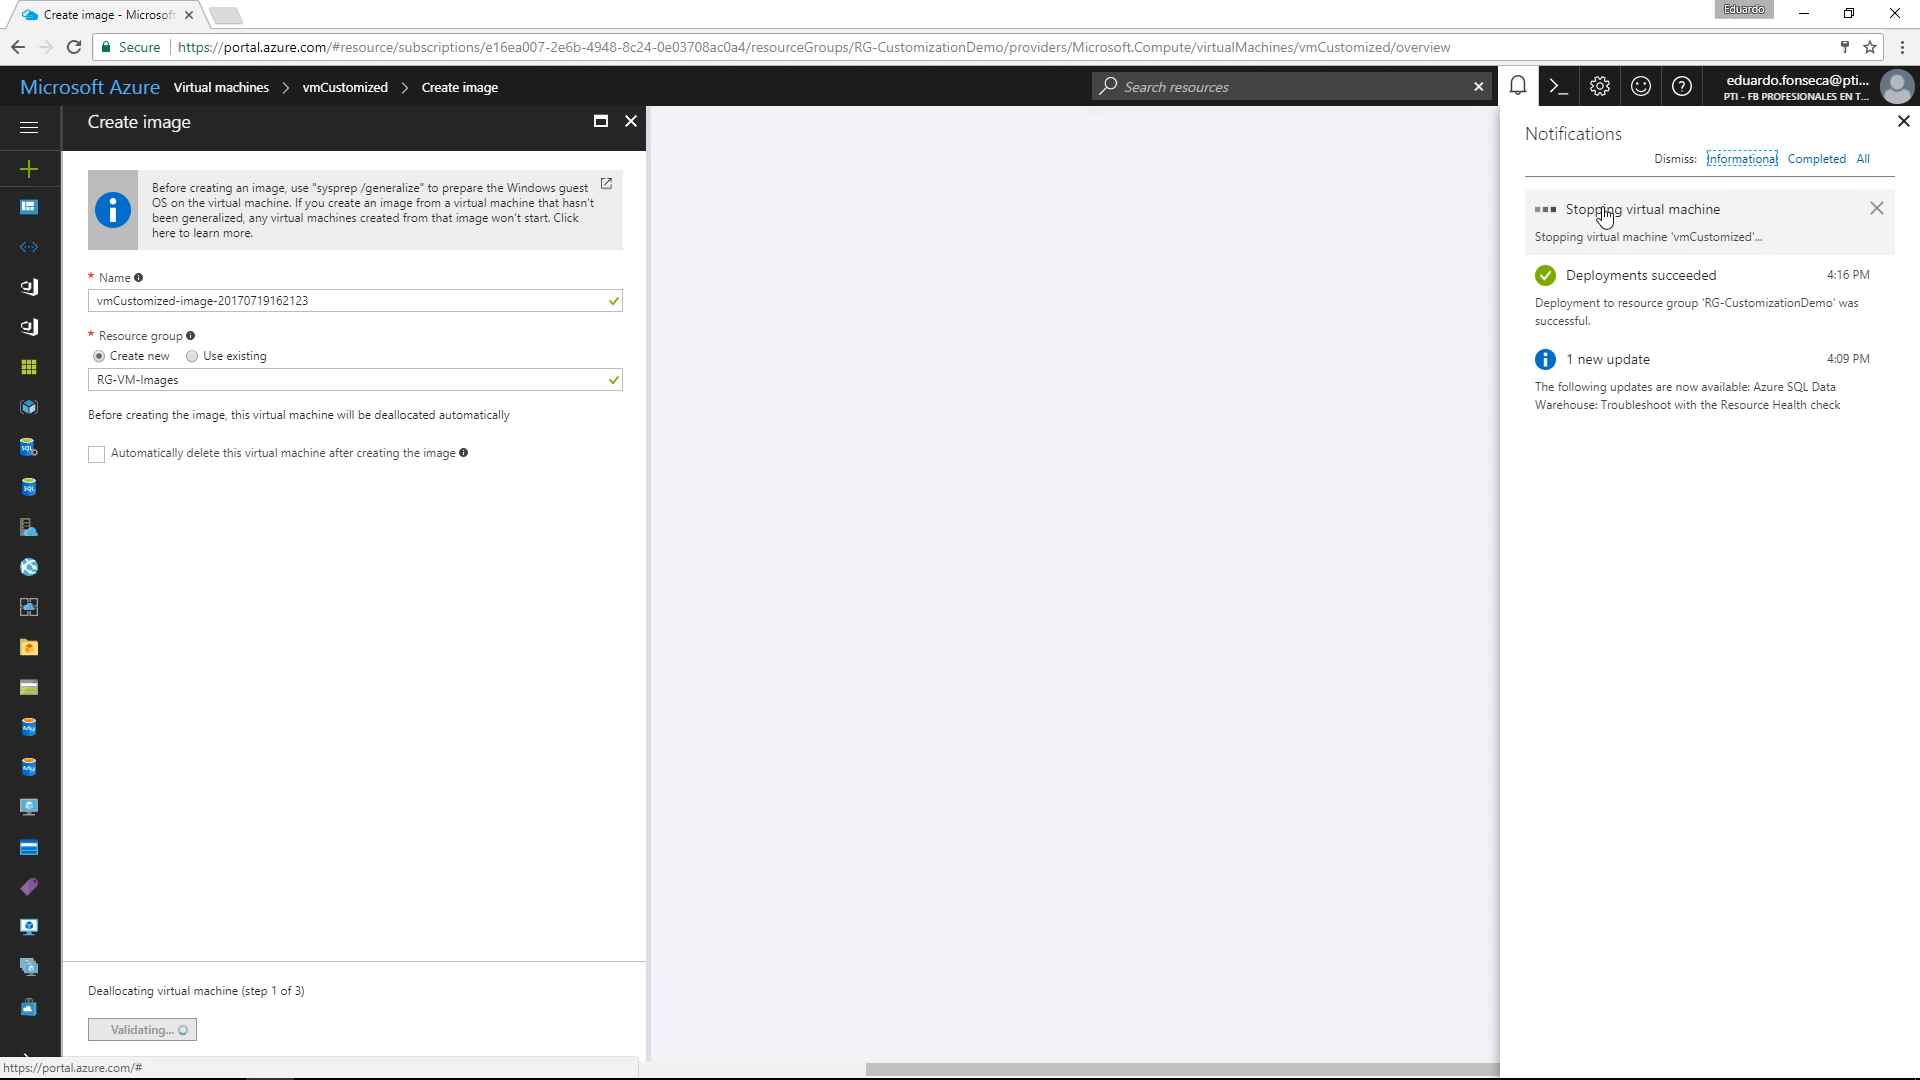 Create image - Microsof
Eduardo
Secure
https://portal.azure.com/#resource/subscriptions/e16ea007-2e6b-4948-8c24-0e03708ac0a4/resourceGroups/RG-CustomizationDemo/providers/Microsoft.Compute/virtualMachines/vmCustomized/overview
Microsoft Azure Virtual machines > vmCustomized > Create image
Search resources
eduardo.fonseca@pti...
PTI - FB PROFESIONALES EN T...
Create image
Before creating an image, use "sysprep /generalize" to prepare the Windows guest
OS on the virtual machine. If you create an image from a virtual machine that hasn't
been generalized, any virtual machines created from that image won't start. Click
here to learn more.
* Name
vmCustomized-image-20170719162123
* Resource group
Create new Use existing
RG-VM-Images
Before creating the image, this virtual machine will be deallocated automatically
Automatically delete this virtual machine after creating the image
Deallocating virtual machine (step 1 of 3)
Validating...
https://portal.azure.com/#
Notifications
Dismiss: Informational Completed All
Stopping virtual machine
Stopping virtual machine 'vmCustomized'...
Deployments succeeded 4:16 PM
Deployment to resource group 'RG-CustomizationDemo' was
successful.
1 new update 4:09 PM
The following updates are now available: Azure SQL Data
Warehouse: Troubleshoot with the Resource Health check